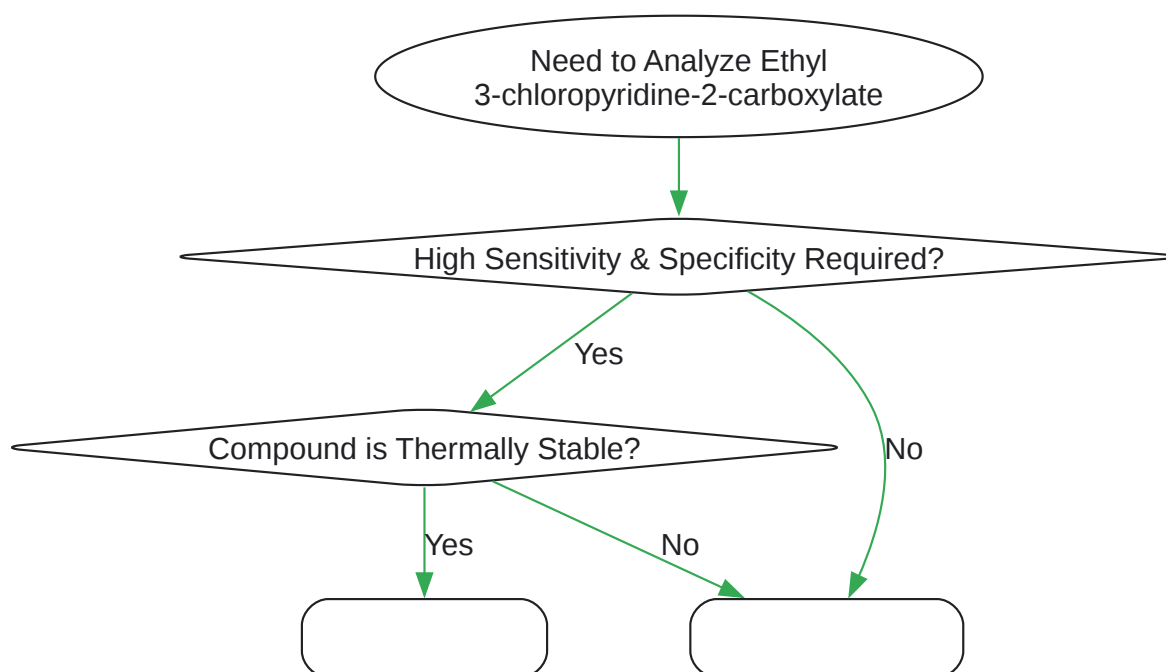 Need to Analyze Ethyl
3-chloropyridine-2-carboxylate
High Sensitivity & Specificity Required?
Yes
Compound is Thermally Stable?
No
Yes
No